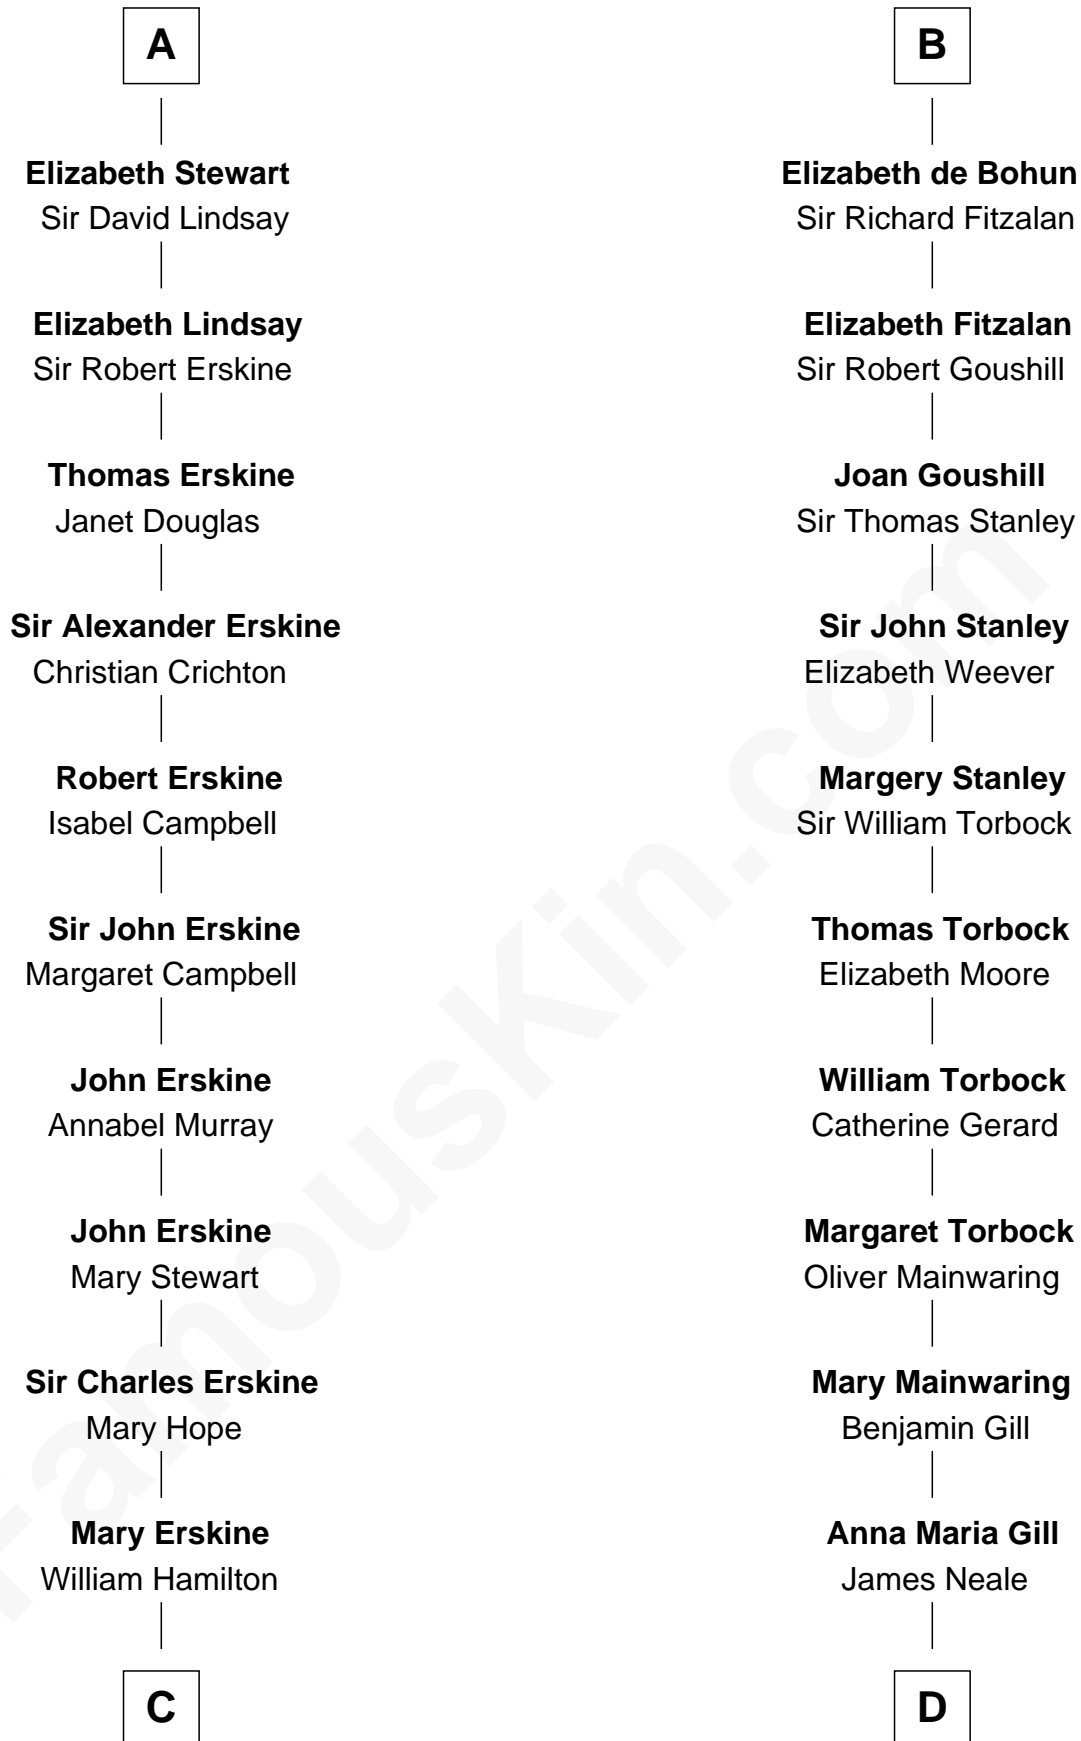 A
Elizabeth Stewart
Sir David Lindsay
Elizabeth Lindsay
Sir Robert Erskine
Thomas Erskine
Janet Douglas
Sir Alexander Erskine
Christian Crichton
Robert Erskine
Isabel Campbell
Sir John Erskine
Margaret Campbell
John Erskine
Annabel Murray
John Erskine
Mary Stewart
Sir Charles Erskine
Mary Hope
Mary Erskine
William Hamilton
C
B
Elizabeth de Bohun
Sir Richard Fitzalan
Elizabeth Fitzalan
Sir Robert Goushill
Joan Goushill
Sir Thomas Stanley
Sir John Stanley
Elizabeth Weever
Margery Stanley
Sir William Torbock
Thomas Torbock
Elizabeth Moore
William Torbock
Catherine Gerard
Margaret Torbock
Oliver Mainwaring
Mary Mainwaring
Benjamin Gill
Anna Maria Gill
James Neale
D
FamousKin.com